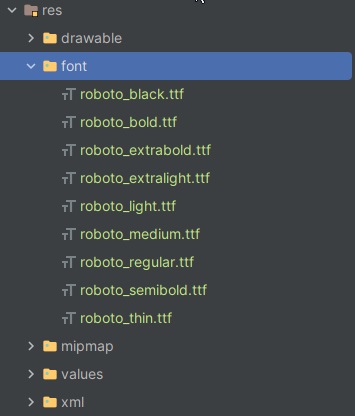 res
drawable
font
roboto_black.ttf
roboto_bold.ttf
roboto_extrabold.ttf
roboto_extralight.ttf
roboto_light.ttf
roboto_medium.ttf
roboto_regular.ttf
roboto_semibold.ttf
roboto_thin.ttf
mipmap
values
xml